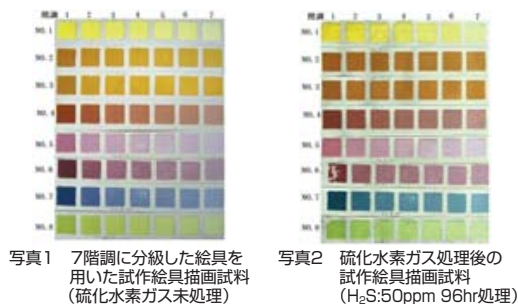 階調 1 2 3 4 5 6 7
NO.1
NO.2
NO.3
NO.4
NO.5
NO.6
NO.7
NO.8
階調 1 2 3 4 5 6 7
NO.1
NO.2
NO.3
NO.4
NO.5
NO.6
NO.7
NO.8
写真1 7階調に分級した絵具を
用いた試作絵具描画試料
（硫化水素ガス未処理）
写真2 硫化水素ガス処理後の
試作絵具描画試料
（H₂S:50ppm 96hr処理）